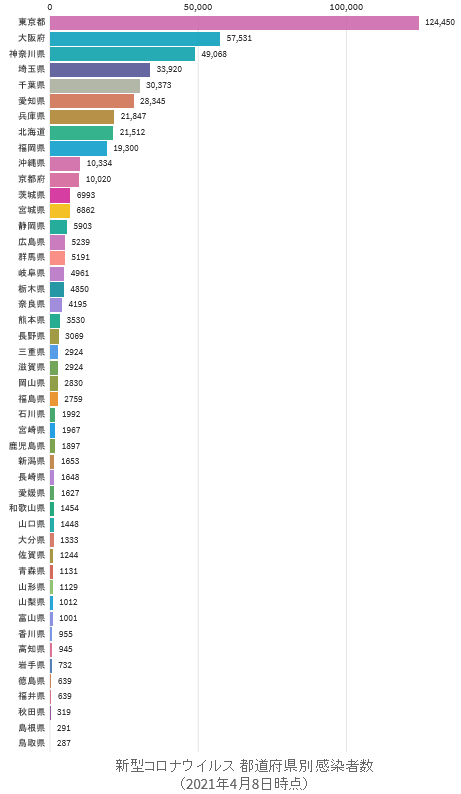 0 50,000 100,000
東京都 124,450
大阪府 57,531
神奈川県 49,068
埼玉県 33,920
千葉県 30,373
愛知県 28,345
兵庫県 21,847
北海道 21,512
福岡県 19,300
沖縄県 10,334
京都府 10,020
茨城県 6993
宮城県 6862
静岡県 5903
広島県 5239
群馬県 5191
岐阜県 4961
栃木県 4850
奈良県 4195
熊本県 3530
長野県 3069
三重県 2924
滋賀県 2924
岡山県 2830
福島県 2759
石川県 1992
宮崎県 1967
鹿児島県 1897
新潟県 1653
長崎県 1648
愛媛県 1627
和歌山県 1454
山口県 1448
大分県 1333
佐賀県 1244
青森県 1131
山形県 1129
山梨県 1012
富山県 1001
香川県 955
高知県 945
岩手県 732
徳島県 639
福井県 639
秋田県 319
島根県 291
鳥取県 287
新型コロナウイルス 都道府県別感染者数
（2021年4月8日時点）